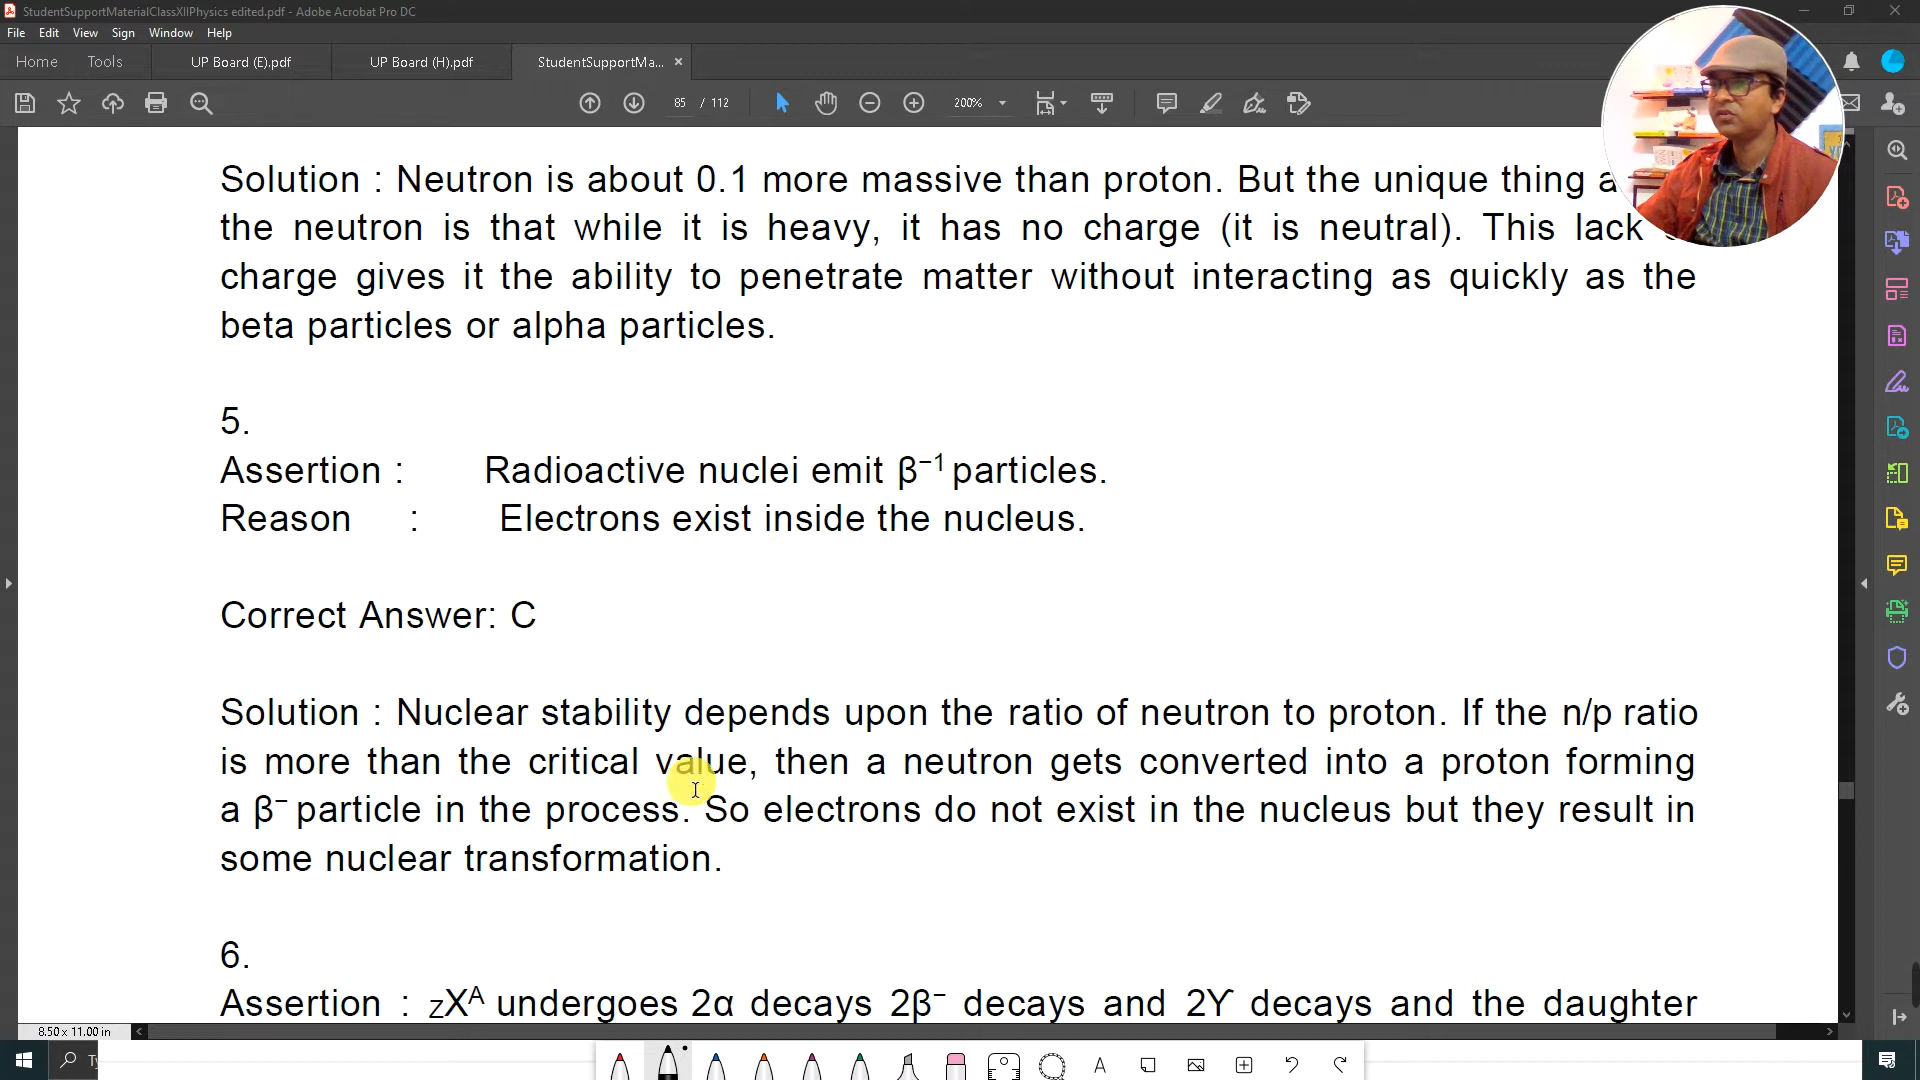 StudentSupportMaterialClassXIIPhysics edited.pdf - Adobe Acrobat Pro DC
File Edit View Sign Window Help
Home Tools UP Board (E).pdf UP Board (H).pdf StudentSupportMa... ×
85 / 112 200%
Solution : Neutron is about 0.1 more massive than proton. But the unique thing
the neutron is that while it is heavy, it has no charge (it is neutral). This lack
charge gives it the ability to penetrate matter without interacting as quickly as the
beta particles or alpha particles.
5.
Assertion : Radioactive nuclei emit β⁻¹ particles.
Reason : Electrons exist inside the nucleus.
Correct Answer: C
Solution : Nuclear stability depends upon the ratio of neutron to proton. If the n/p ratio
is more than the critical value, then a neutron gets converted into a proton forming
a β⁻ particle in the process. So electrons do not exist in the nucleus but they result in
some nuclear transformation.
6.
Assertion : zXᴬ undergoes 2α decays 2β⁻ decays and 2ϒ decays and the daughter
8.50 x 11.00 in